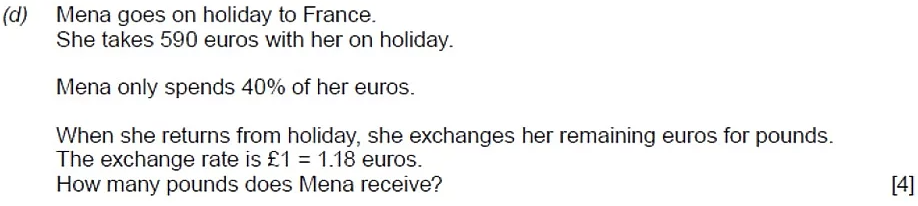 (d) Mena goes on holiday to France.
She takes 590 euros with her on holiday.
Mena only spends 40% of her euros.
When she returns from holiday, she exchanges her remaining euros for pounds.
The exchange rate is £1 = 1.18 euros.
How many pounds does Mena receive? [4]